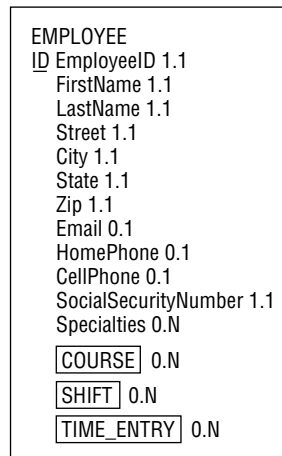 EMPLOYEE
ID EmployeeID 1.1
FirstName 1.1
LastName 1.1
Street 1.1
City 1.1
State 1.1
Zip 1.1
Email 0.1
HomePhone 0.1
CellPhone 0.1
SocialSecurityNumber 1.1
Specialties 0.N
COURSE 0.N
SHIFT 0.N
TIME_ENTRY 0.N